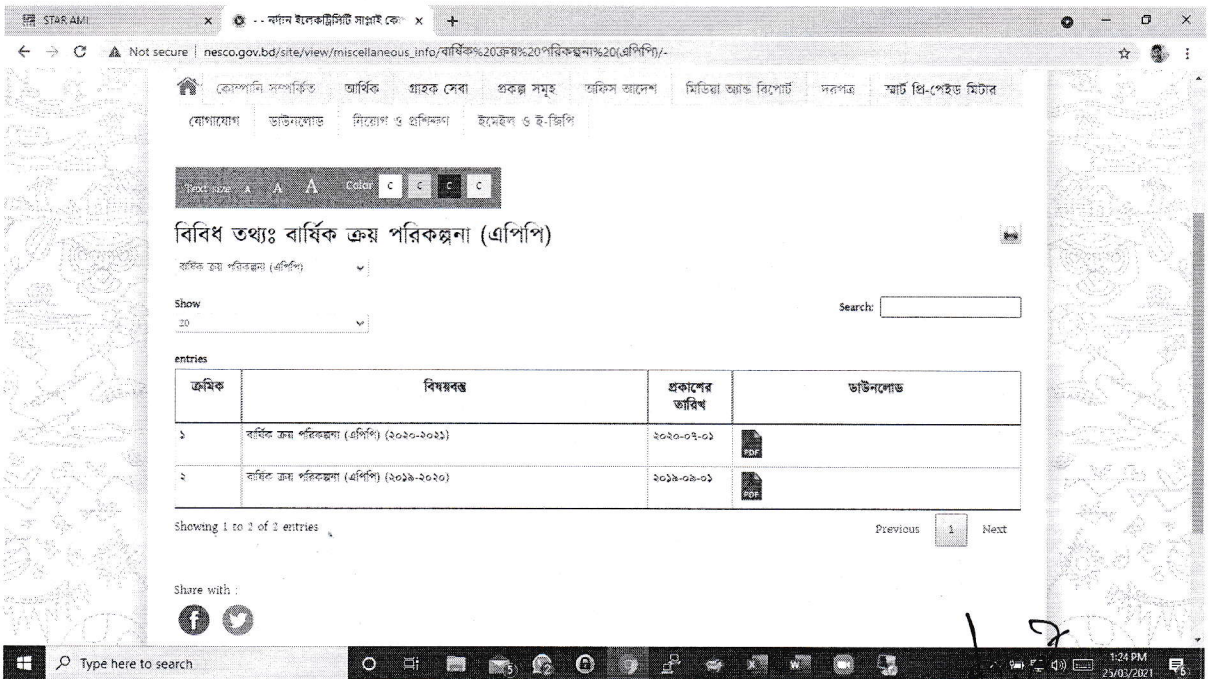 STAR AMI
- - নর্দান ইলেকট্রিসিটি সাপ্লাই কো
Not secure | nesco.gov.bd/site/view/miscellaneous_info/বার্ষিক%20ক্রয়%20পরিকল্পনা%20(এপিপি)/-
কোম্পানি সম্পর্কিত আর্থিক গ্রাহক সেবা প্রকল্প সমূহ অফিস আদেশ মিডিয়া অ্যান্ড রিপোর্ট দরপত্র স্মার্ট প্রি-পেইড মিটার
যোগাযোগ ডাউনলোড নিয়োগ ও প্রশিক্ষণ ইমেইল ও ই-জিপি
Text size A A A Color C C C C
বিবিধ তথ্যঃ বার্ষিক ক্রয় পরিকল্পনা (এপিপি)
বার্ষিক ক্রয় পরিকল্পনা (এপিপি)
Show
Search:
20
entries
ক্রমিক বিষয়বস্তু প্রকাশের তারিখ ডাউনলোড
১ বার্ষিক ক্রয় পরিকল্পনা (এপিপি) (২০২০-২০২১) ২০২০-০৭-০১ PDF
২ বার্ষিক ক্রয় পরিকল্পনা (এপিপি) (২০১৯-২০২০) ২০১৯-০৯-০১ PDF
Showing 1 to 2 of 2 entries
Previous 1 Next
Share with :
Type here to search
1:24 PM
25/03/2021